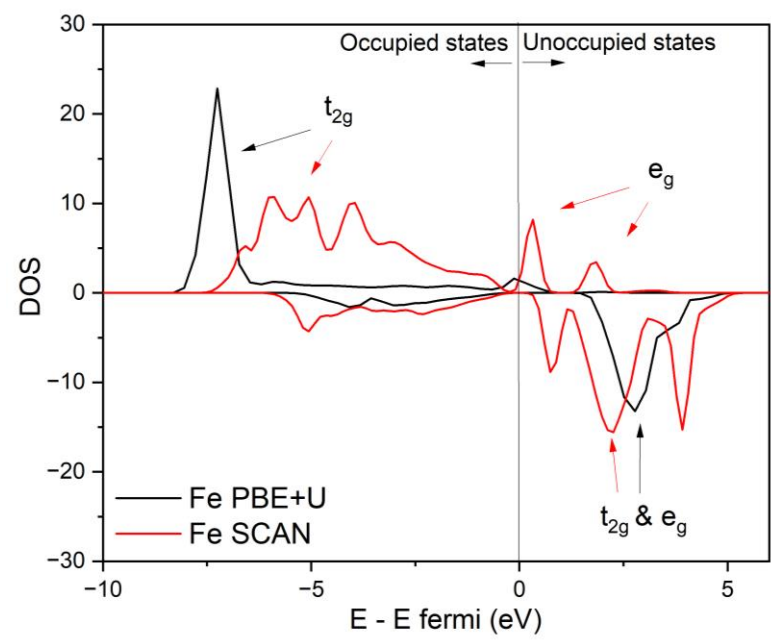 30
Occupied states
Unoccupied states
20
t2g
10
eg
DOS
0
−10
−20
Fe PBE+U
Fe SCAN
t2g & eg
−30
−10
−5
0
5
E - E fermi (eV)